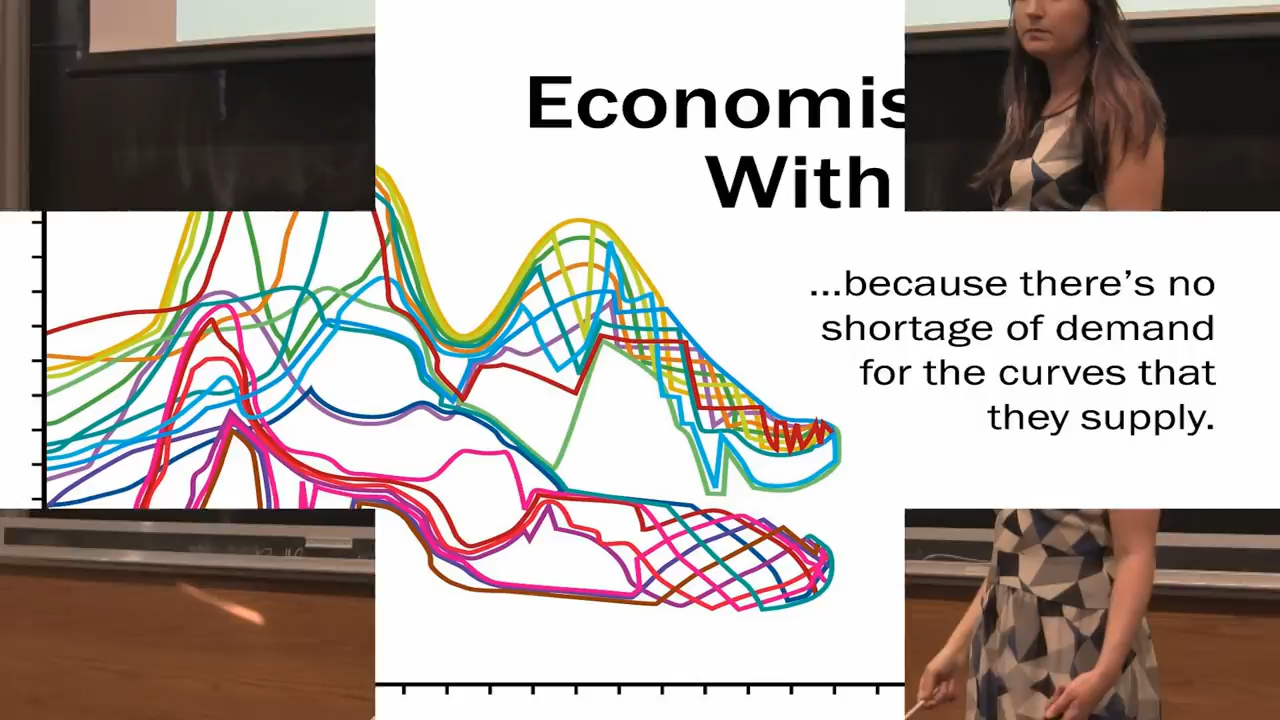 Economis
With
...because there's no
shortage of demand
for the curves that
they supply.